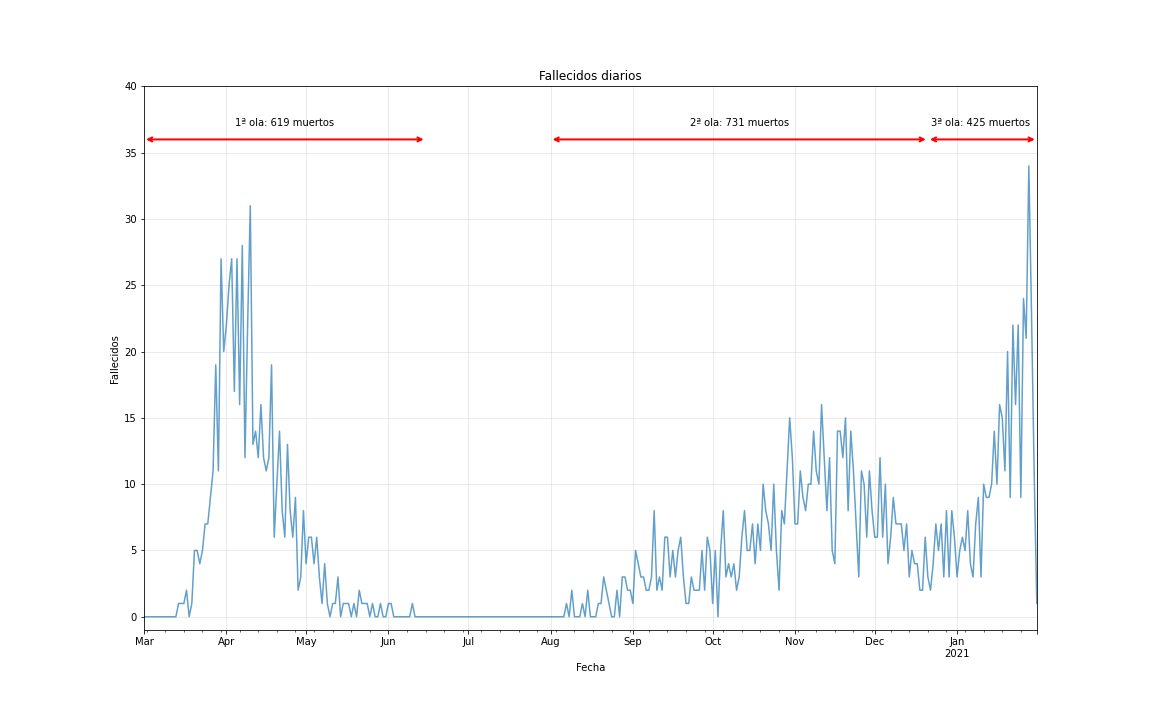 Fallecidos diarios
40
1ª ola: 619 muertos
2ª ola: 731 muertos
3ª ola: 425 muertos
35
30
25
20
15
10
5
0
Fallecidos
Mar
Apr
May
Jun
Jul
Aug
Sep
Oct
Nov
Dec
Jan
2021
Fecha